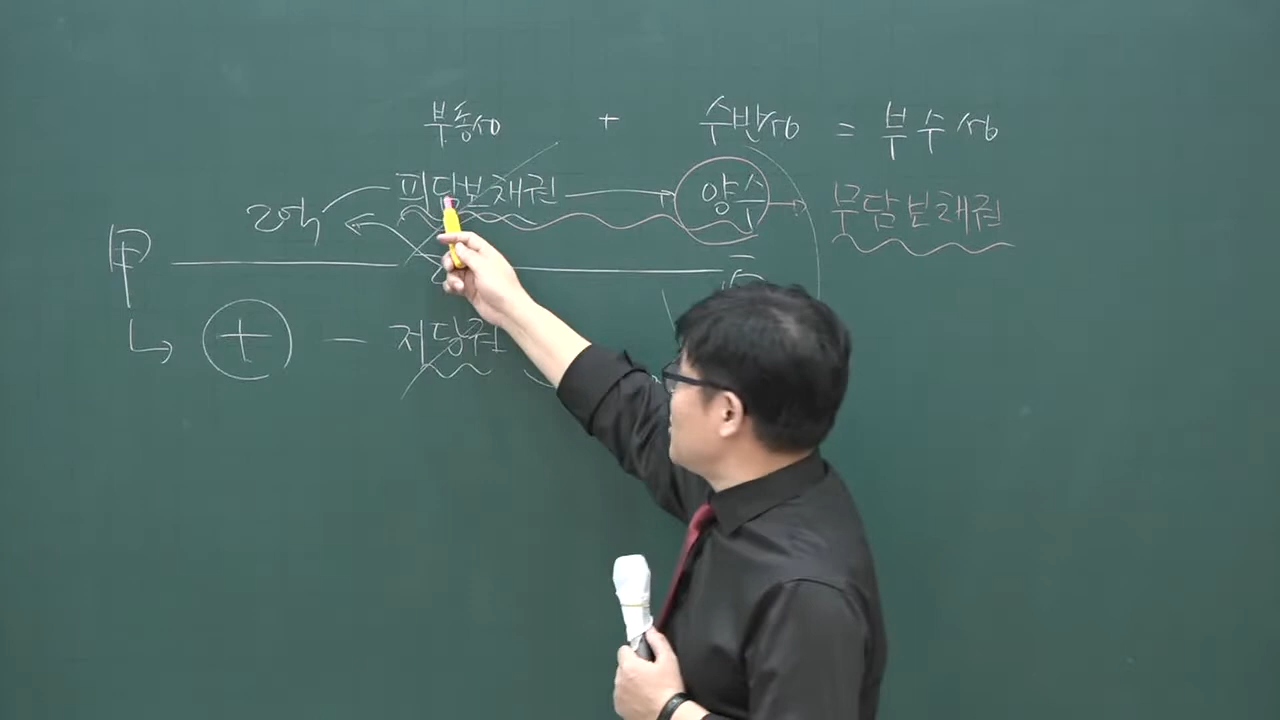 부종성 + 수반성 = 부수성
피담보채권 → 양수 → 무담보채권
2억
甲
저당권